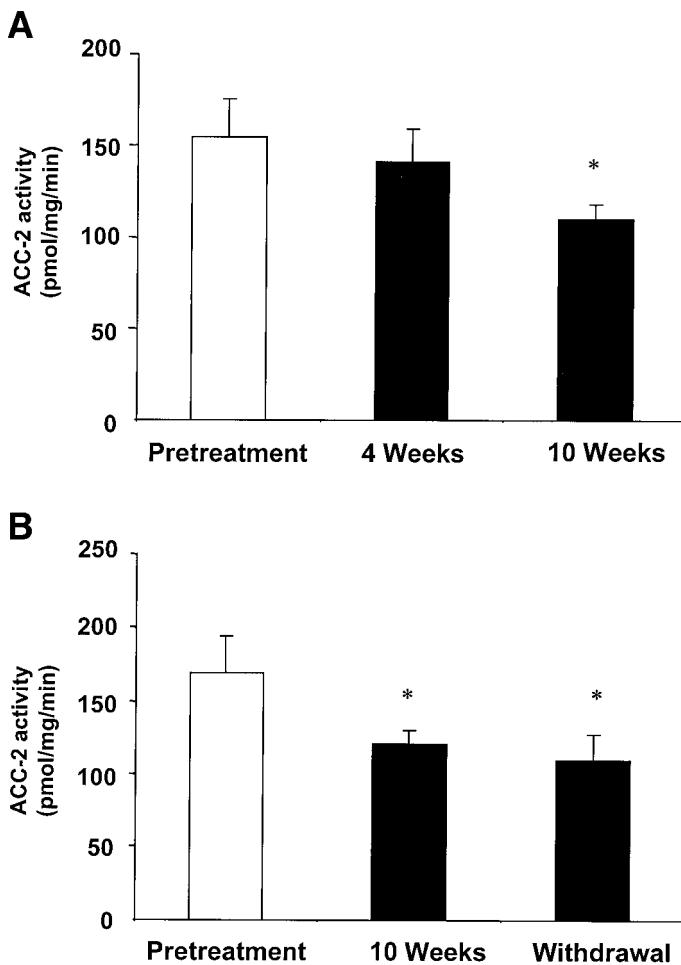 A
200
150
100
50
0
ACC-2 activity
(pmol/mg/min)
*
Pretreatment 4 Weeks 10 Weeks
B
250
200
150
100
50
0
ACC-2 activity
(pmol/mg/min)
* *
Pretreatment 10 Weeks Withdrawal